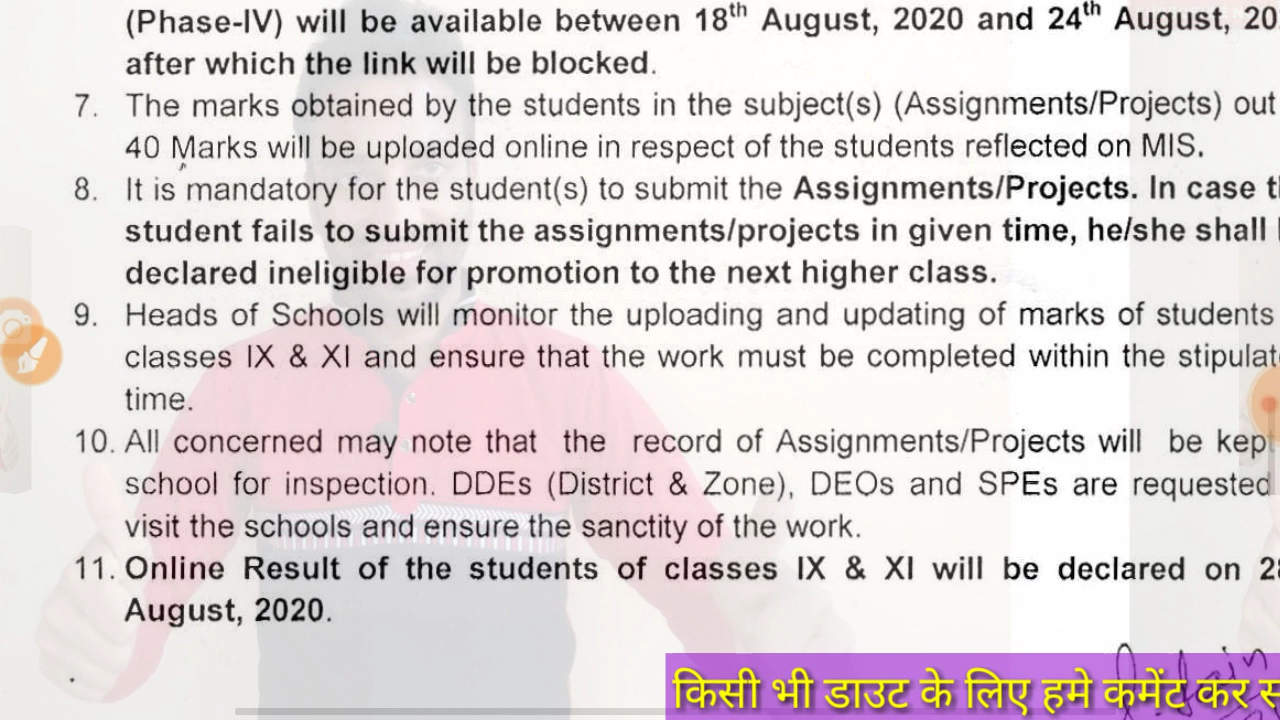 (Phase-IV) will be available between 18th August, 2020 and 24th August, 20
after which the link will be blocked.
7. The marks obtained by the students in the subject(s) (Assignments/Projects) out
40 Marks will be uploaded online in respect of the students reflected on MIS.
8. It is mandatory for the student(s) to submit the Assignments/Projects. In case
student fails to submit the assignments/projects in given time, he/she shall
declared ineligible for promotion to the next higher class.
9. Heads of Schools will monitor the uploading and updating of marks of students
classes IX & XI and ensure that the work must be completed within the
time.
10. All concerned may note that the record of Assignments/Projects will be kept
school for inspection. DDEs (District & Zone), DEOs and SPEs are requested
visit the schools and ensure the sanctity of the work.
11. Online Result of the students of classes IX & XI will be declared on
August, 2020.
किसी भी डाउट के लिए हमे कमेंट कर